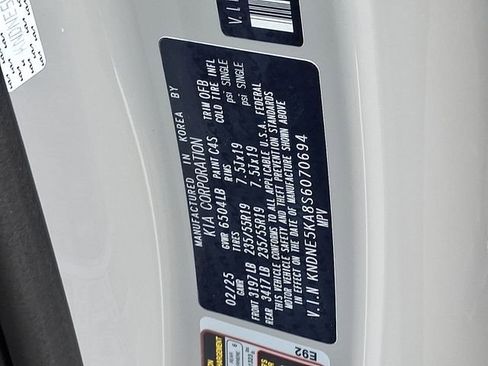 MANUFACTURED IN KOREA BY
KIA CORPORATION
02/25 GVWR 6504LB PAINT C4S TRIM OFB
GAWR TIRES RIMS COLD TIRE INFL
psi SINGLE
FRONT 3197LB 235/55R19 7.5Jx19 psi SINGLE
REAR 3417LB 235/55R19 7.5Jx19
THIS VEHICLE CONFORMS TO ALL APPLICABLE U.S.A. FEDERAL
MOTOR VEHICLE SAFETY AND THEFT PREVENTION STANDARDS
IN EFFECT ON THE DATE OF MANUFACTURE SHOWN ABOVE
V.I.N KNDNE5KA8S6070694
MPV
E92